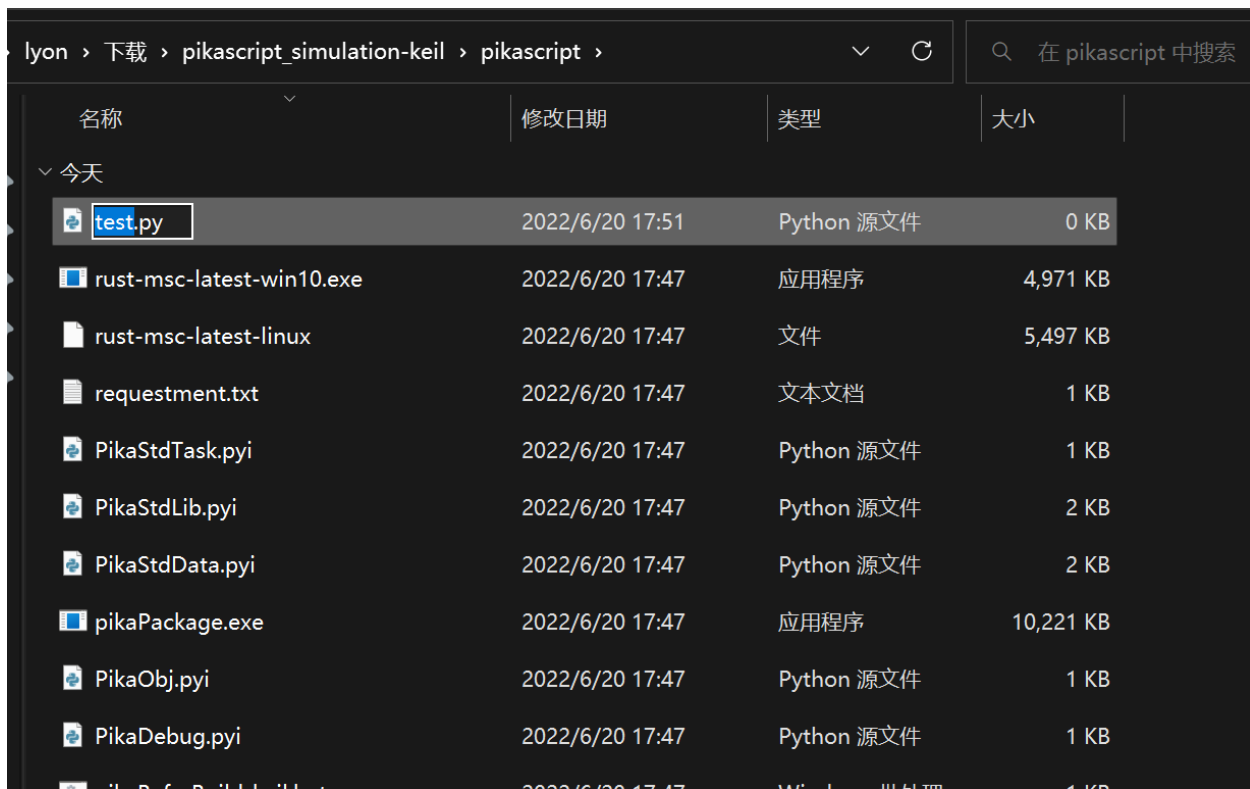 lyon › 下载 › pikascript_simulation-keil › pikascript › 在 pikascript 中搜索
名称 修改日期 类型 大小
今天
test.py 2022/6/20 17:51 Python 源文件 0 KB
rust-msc-latest-win10.exe 2022/6/20 17:47 应用程序 4,971 KB
rust-msc-latest-linux 2022/6/20 17:47 文件 5,497 KB
requestment.txt 2022/6/20 17:47 文本文档 1 KB
PikaStdTask.pyi 2022/6/20 17:47 Python 源文件 1 KB
PikaStdLib.pyi 2022/6/20 17:47 Python 源文件 2 KB
PikaStdData.pyi 2022/6/20 17:47 Python 源文件 2 KB
pikaPackage.exe 2022/6/20 17:47 应用程序 10,221 KB
PikaObj.pyi 2022/6/20 17:47 Python 源文件 1 KB
PikaDebug.pyi 2022/6/20 17:47 Python 源文件 1 KB